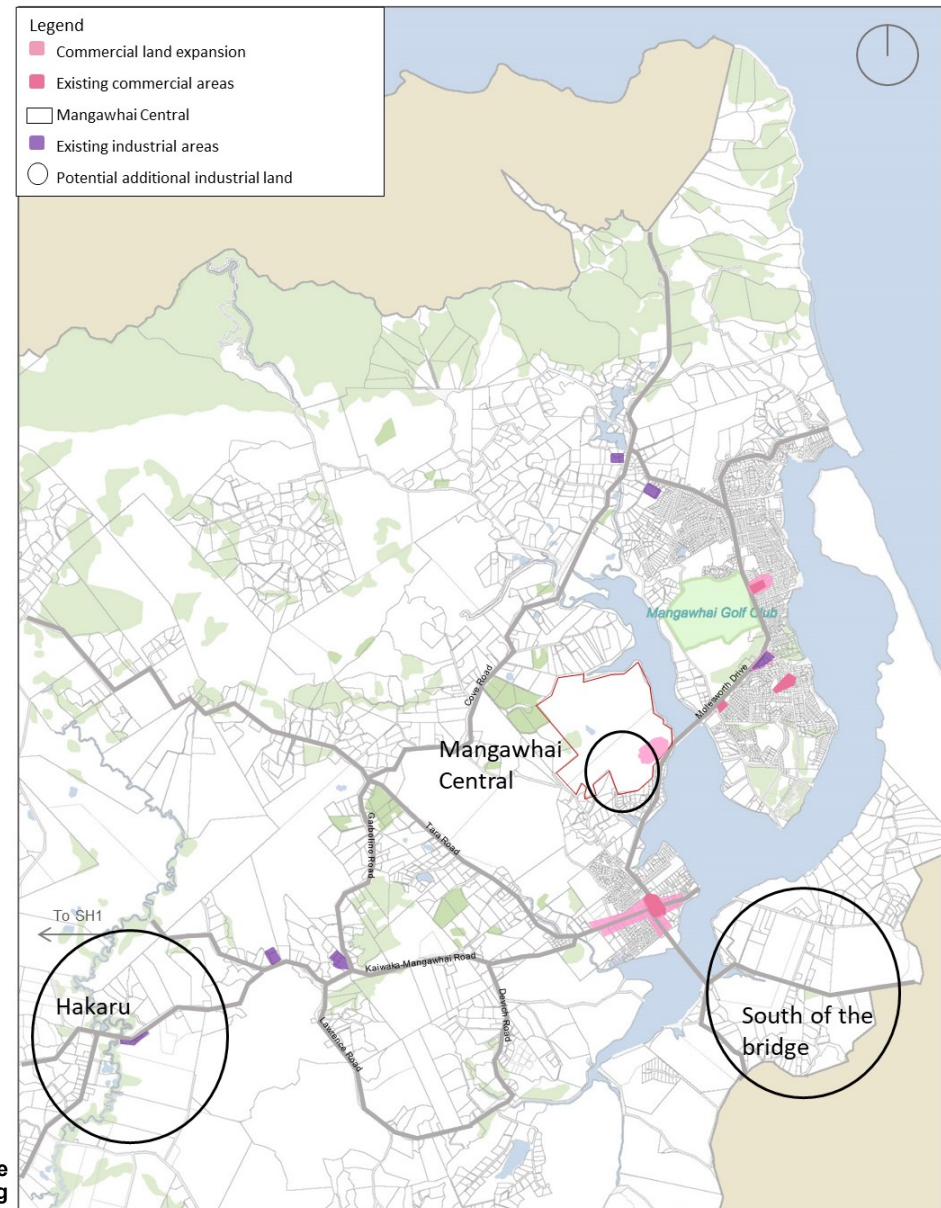 Legend
Commercial land expansion
Existing commercial areas
Mangawhai Central
Existing industrial areas
Potential additional industrial land
Mangawhai Golf Club
Molesworth Drive
Cove Road
Mangawhai
Central
Garbolino Road
Tara Road
To SH1
Kaiwaka-Mangawhai Road
Hakaru
Lawrence Road
Devich Road
South of the
bridge
e
g